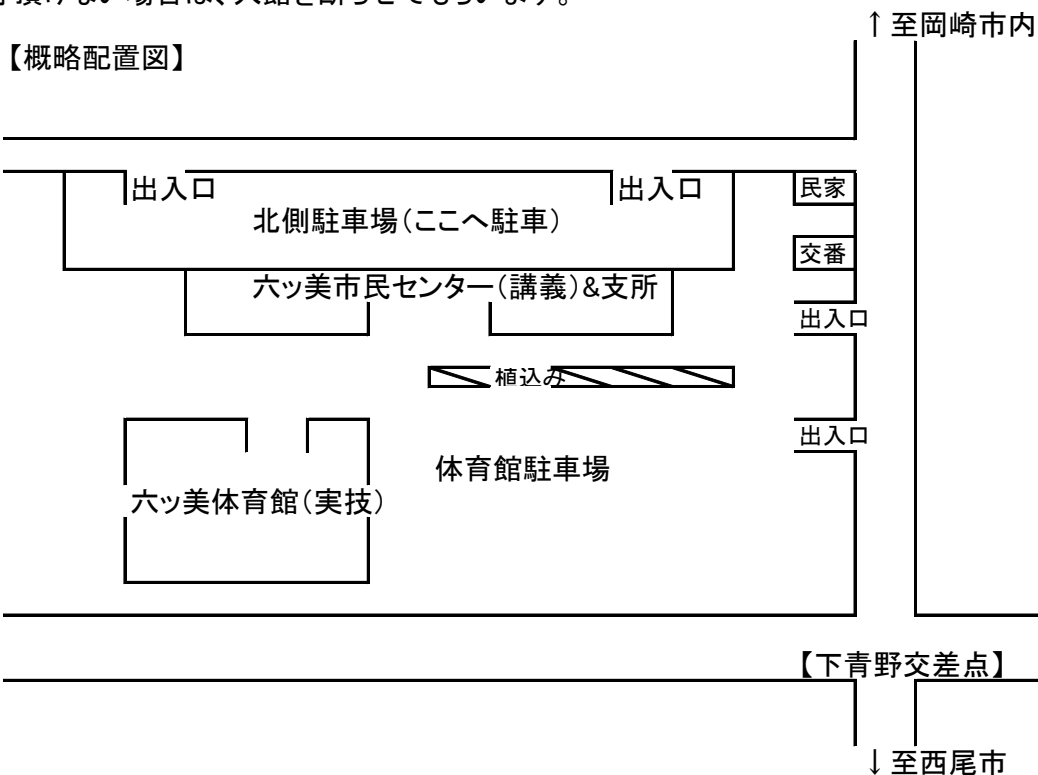 ↑至岡崎市内
【概略配置図】
出入口
出入口
民家
北側駐車場(ここへ駐車)
交番
六ッ美市民センター(講義)&支所
出入口
植込み
出入口
体育館駐車場
六ッ美体育館(実技)
【下青野交差点】
↓至西尾市